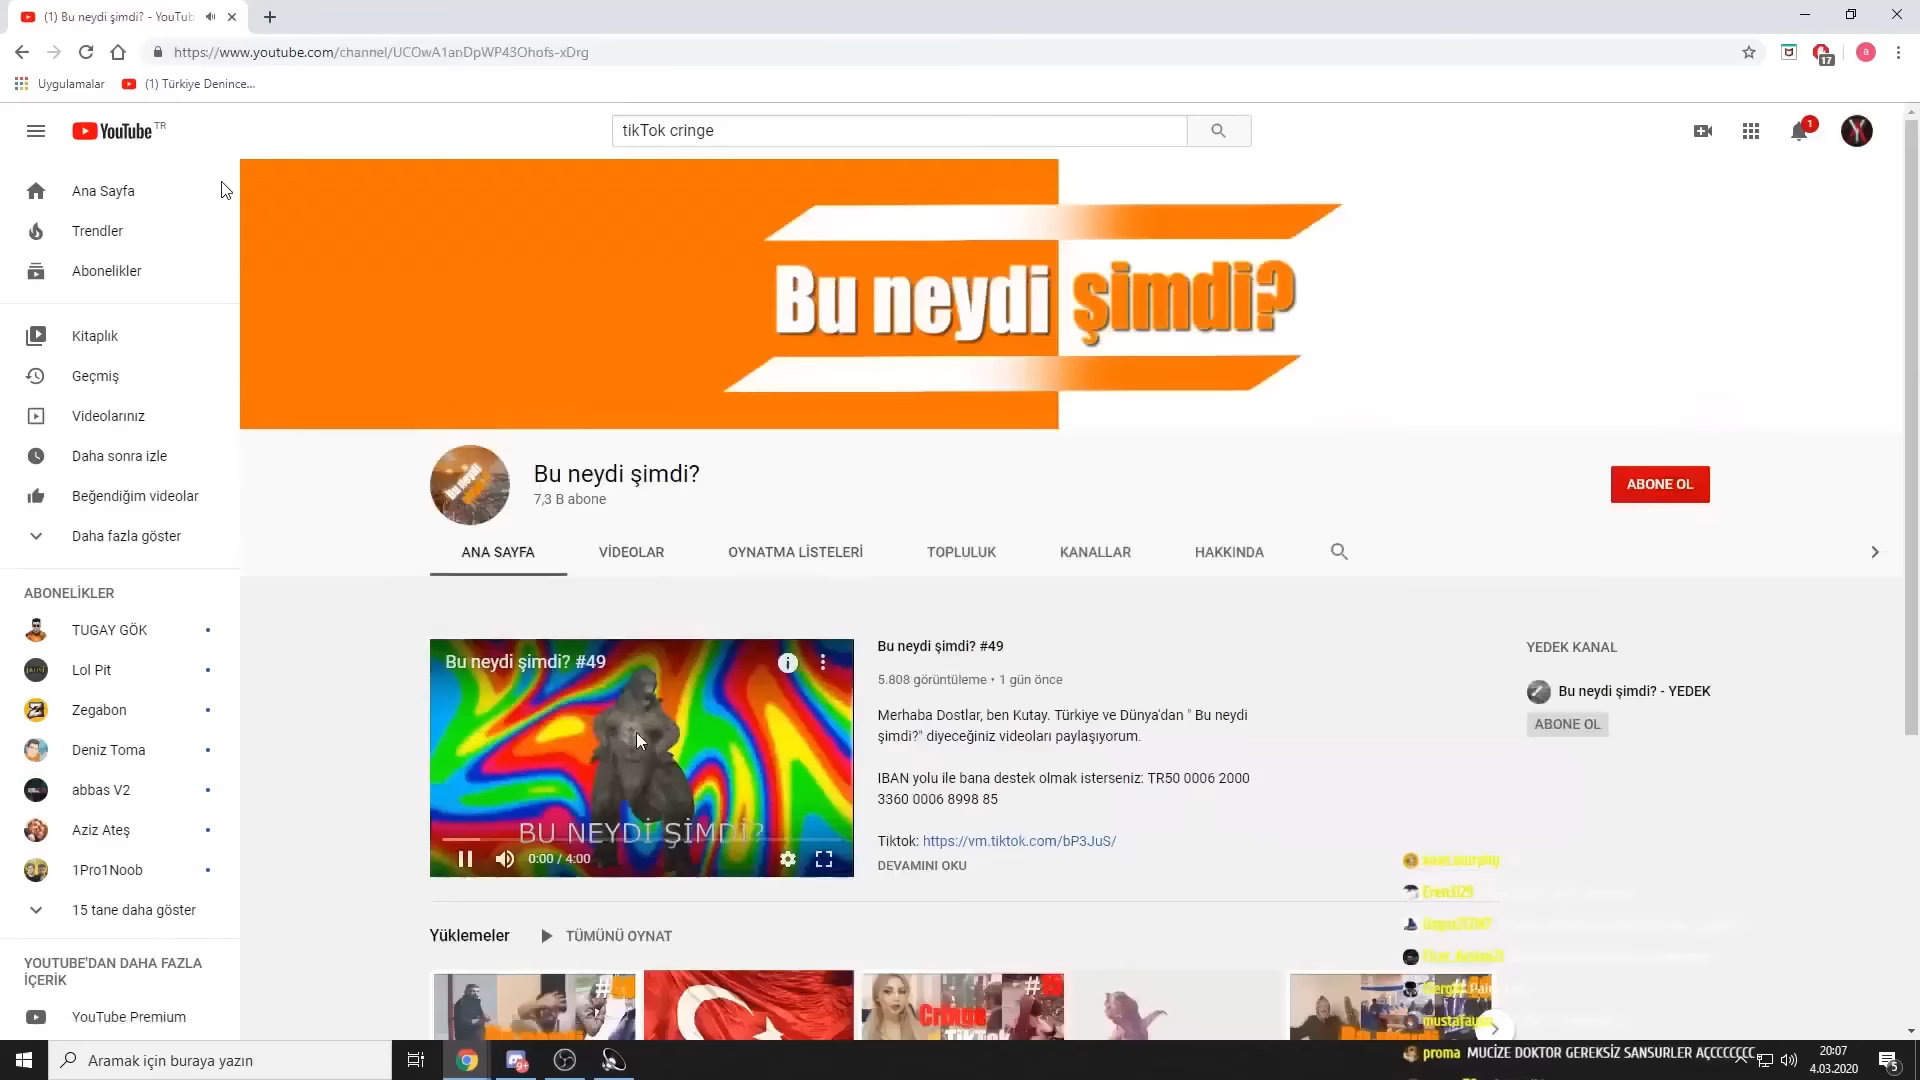 (1) Bu neydi şimdi? - YouTub
https://www.youtube.com/channel/UCOwA1anDpWP43Ohofs-xDrg
17
a
Uygulamalar
(1) Türkiye Denince...
YouTube TR
tikTok cringe
1
Ana Sayfa
Trendler
Abonelikler
Kitaplık
Geçmiş
Videolarınız
Daha sonra izle
Beğendiğim videolar
Daha fazla göster
ABONELİKLER
TUGAY GÖK
Lol Pit
Zegabon
Deniz Toma
abbas V2
Aziz Ateş
1Pro1Noob
15 tane daha göster
YOUTUBE'DAN DAHA FAZLA
İÇERİK
YouTube Premium
Bu neydi şimdi?
Bu neydi şimdi?
7,3 B abone
ABONE OL
ANA SAYFA
VİDEOLAR
OYNATMA LİSTELERİ
TOPLULUK
KANALLAR
HAKKINDA
Bu neydi şimdi? #49
BU NEYDİ ŞİMDİ?
0:00 / 4:00
Bu neydi şimdi? #49
5.808 görüntüleme • 1 gün önce
Merhaba Dostlar, ben Kutay. Türkiye ve Dünya'dan " Bu neydi
şimdi?" diyeceğiniz videoları paylaşıyorum.
IBAN yolu ile bana destek olmak isterseniz: TR50 0006 2000
3360 0006 8998 85
Tiktok: https://vm.tiktok.com/bP3JuS/
DEVAMINI OKU
YEDEK KANAL
Bu neydi şimdi? - YEDEK
ABONE OL
Yüklemeler
TÜMÜNÜ OYNAT
Cringe
proma MUCİZE DOKTOR GEREKSİZ SANSURLER AÇCCCCCCC
Aramak için buraya yazın
9+
20:07
4.03.2020
5